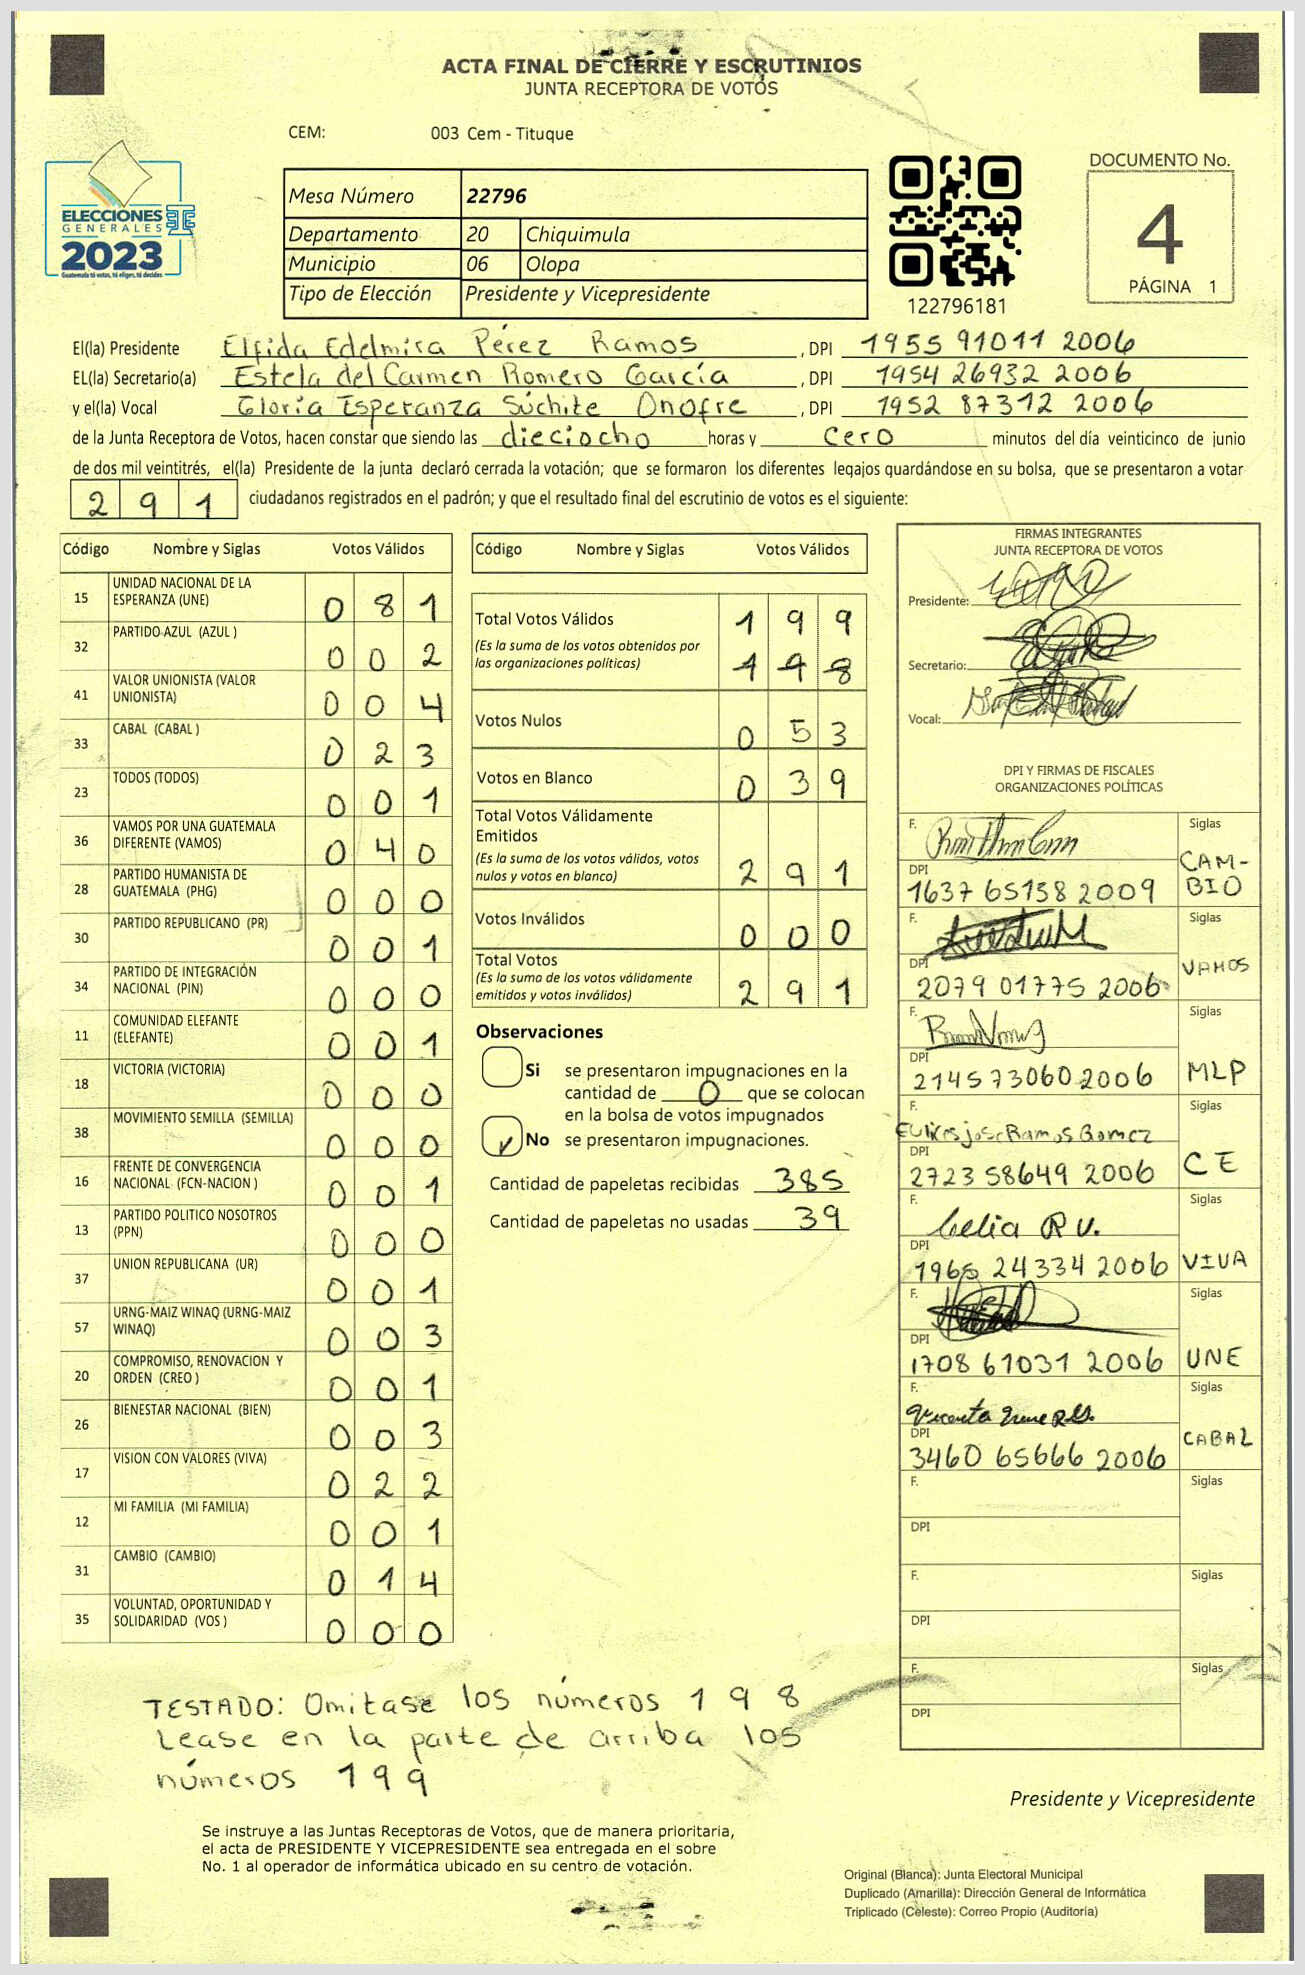 ACTA FINAL DE CIERRE Y ESCRUTINIOS
JUNTA RECEPTORA DE VOTOS
CEM: 003 Cem - Tituque
ELECCIONES
GENERALES
2023
Guatemala tú votas, tú eliges, tú decides
Mesa Número 22796
Departamento 20 Chiquimula
Municipio 06 Olopa
Tipo de Elección Presidente y Vicepresidente
122796181
DOCUMENTO No.
4
PÁGINA 1
El(la) Presidente Elfida Edelmira Pérez Ramos, DPI 1955 91011 2006
EL(la) Secretario(a) Estela del Carmen Romero García, DPI 1954 26932 2006
y el(la) Vocal Gloria Esperanza Súchite Onofre, DPI 1952 87312 2006
de la Junta Receptora de Votos, hacen constar que siendo las dieciocho horas y cero minutos del día veinticinco de junio
de dos mil veintitrés, el(la) Presidente de la junta declaró cerrada la votación; que se formaron los diferentes legajos guardándose en su bolsa, que se presentaron a votar
291 ciudadanos registrados en el padrón; y que el resultado final del escrutinio de votos es el siguiente:
Código Nombre y Siglas Votos Válidos
15 UNIDAD NACIONAL DE LA ESPERANZA (UNE) 0 8 1
32 PARTIDO AZUL (AZUL ) 0 0 2
41 VALOR UNIONISTA (VALOR UNIONISTA) 0 0 4
33 CABAL (CABAL ) 0 2 3
23 TODOS (TODOS) 0 0 1
36 VAMOS POR UNA GUATEMALA DIFERENTE (VAMOS) 0 4 0
28 PARTIDO HUMANISTA DE GUATEMALA (PHG) 0 0 0
30 PARTIDO REPUBLICANO (PR) 0 0 1
34 PARTIDO DE INTEGRACIÓN NACIONAL (PIN) 0 0 0
11 COMUNIDAD ELEFANTE (ELEFANTE) 0 0 1
18 VICTORIA (VICTORIA) 0 0 0
38 MOVIMIENTO SEMILLA (SEMILLA) 0 0 0
16 FRENTE DE CONVERGENCIA NACIONAL (FCN-NACION ) 0 0 1
13 PARTIDO POLITICO NOSOTROS (PPN) 0 0 0
37 UNION REPUBLICANA (UR) 0 0 1
57 URNG-MAIZ WINAQ (URNG-MAIZ WINAQ) 0 0 3
20 COMPROMISO, RENOVACION Y ORDEN (CREO ) 0 0 1
26 BIENESTAR NACIONAL (BIEN) 0 0 3
17 VISION CON VALORES (VIVA) 0 2 2
12 MI FAMILIA (MI FAMILIA) 0 0 1
31 CAMBIO (CAMBIO) 0 1 4
35 VOLUNTAD, OPORTUNIDAD Y SOLIDARIDAD (VOS ) 0 0 0
Código Nombre y Siglas Votos Válidos
Total Votos Válidos 1 9 9
(Es la suma de los votos obtenidos por
las organizaciones políticas) 1 9 8
Votos Nulos 0 5 3
Votos en Blanco 0 3 9
Total Votos Válidamente
Emitidos
(Es la suma de los votos válidos, votos
nulos y votos en blanco) 2 9 1
Votos Inválidos 0 0 0
Total Votos
(Es la suma de los votos válidamente
emitidos y votos inválidos) 2 9 1
Observaciones
Si se presentaron impugnaciones en la
cantidad de 0 que se colocan
en la bolsa de votos impugnados
No se presentaron impugnaciones.
Cantidad de papeletas recibidas 385
Cantidad de papeletas no usadas 39
FIRMAS INTEGRANTES
JUNTA RECEPTORA DE VOTOS
Presidente:
Secretario:
Vocal:
DPI Y FIRMAS DE FISCALES
ORGANIZACIONES POLÍTICAS
F. Siglas
DPI CAM-
1637 65158 2009 BIO
F. Siglas
DPI VAMOS
2079 01775 2006
F. Siglas
DPI
2145 73060 2006 MLP
F. Siglas
Ramos Gomez
DPI
2723 58649 2006 CE
F. Siglas
Celia R V.
DPI
1965 24334 2006 VIVA
F. Siglas
DPI
1708 61031 2006 UNE
F. Siglas
DPI CABAL
3460 65666 2006
F. Siglas
DPI
F. Siglas
DPI
F. Siglas
DPI
TESTADO: Omitase los números 1 9 8
Lease en la parte de arriba los
números 1 9 9
Presidente y Vicepresidente
Se instruye a las Juntas Receptoras de Votos, que de manera prioritaria,
el acta de PRESIDENTE Y VICEPRESIDENTE sea entregada en el sobre
No. 1 al operador de informática ubicado en su centro de votación.
Original (Blanca): Junta Electoral Municipal
Duplicado (Amarilla): Dirección General de Informática
Triplicado (Celeste): Correo Propio (Auditoría)